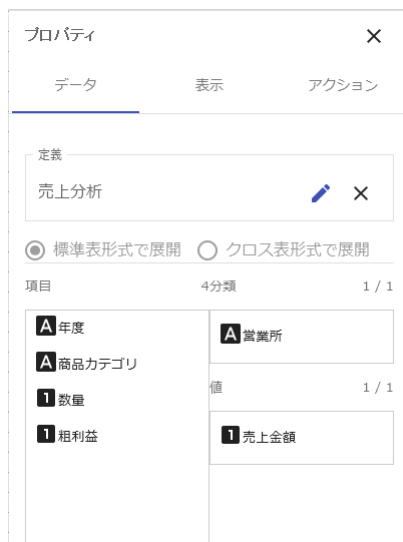 プロパティ
データ 表示 アクション
定義
売上分析
標準表形式で展開 クロス表形式で展開
項目 4分類 1 / 1
A 年度
A 営業所
A 商品カテゴリ
値 1 / 1
1 数量
1 粗利益
1 売上金額